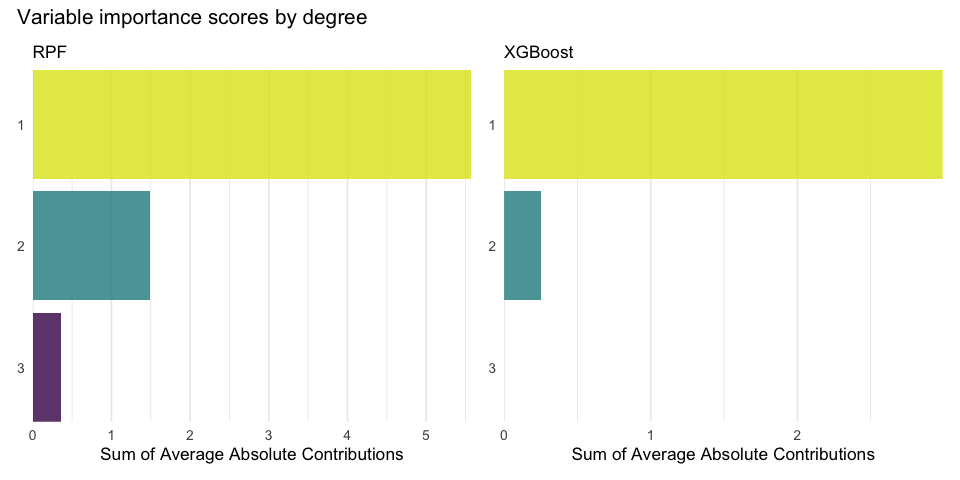 Variable importance scores by degree
RPF
1
2
3
0 1 2 3 4 5
Sum of Average Absolute Contributions
XGBoost
1
2
3
0 1 2
Sum of Average Absolute Contributions